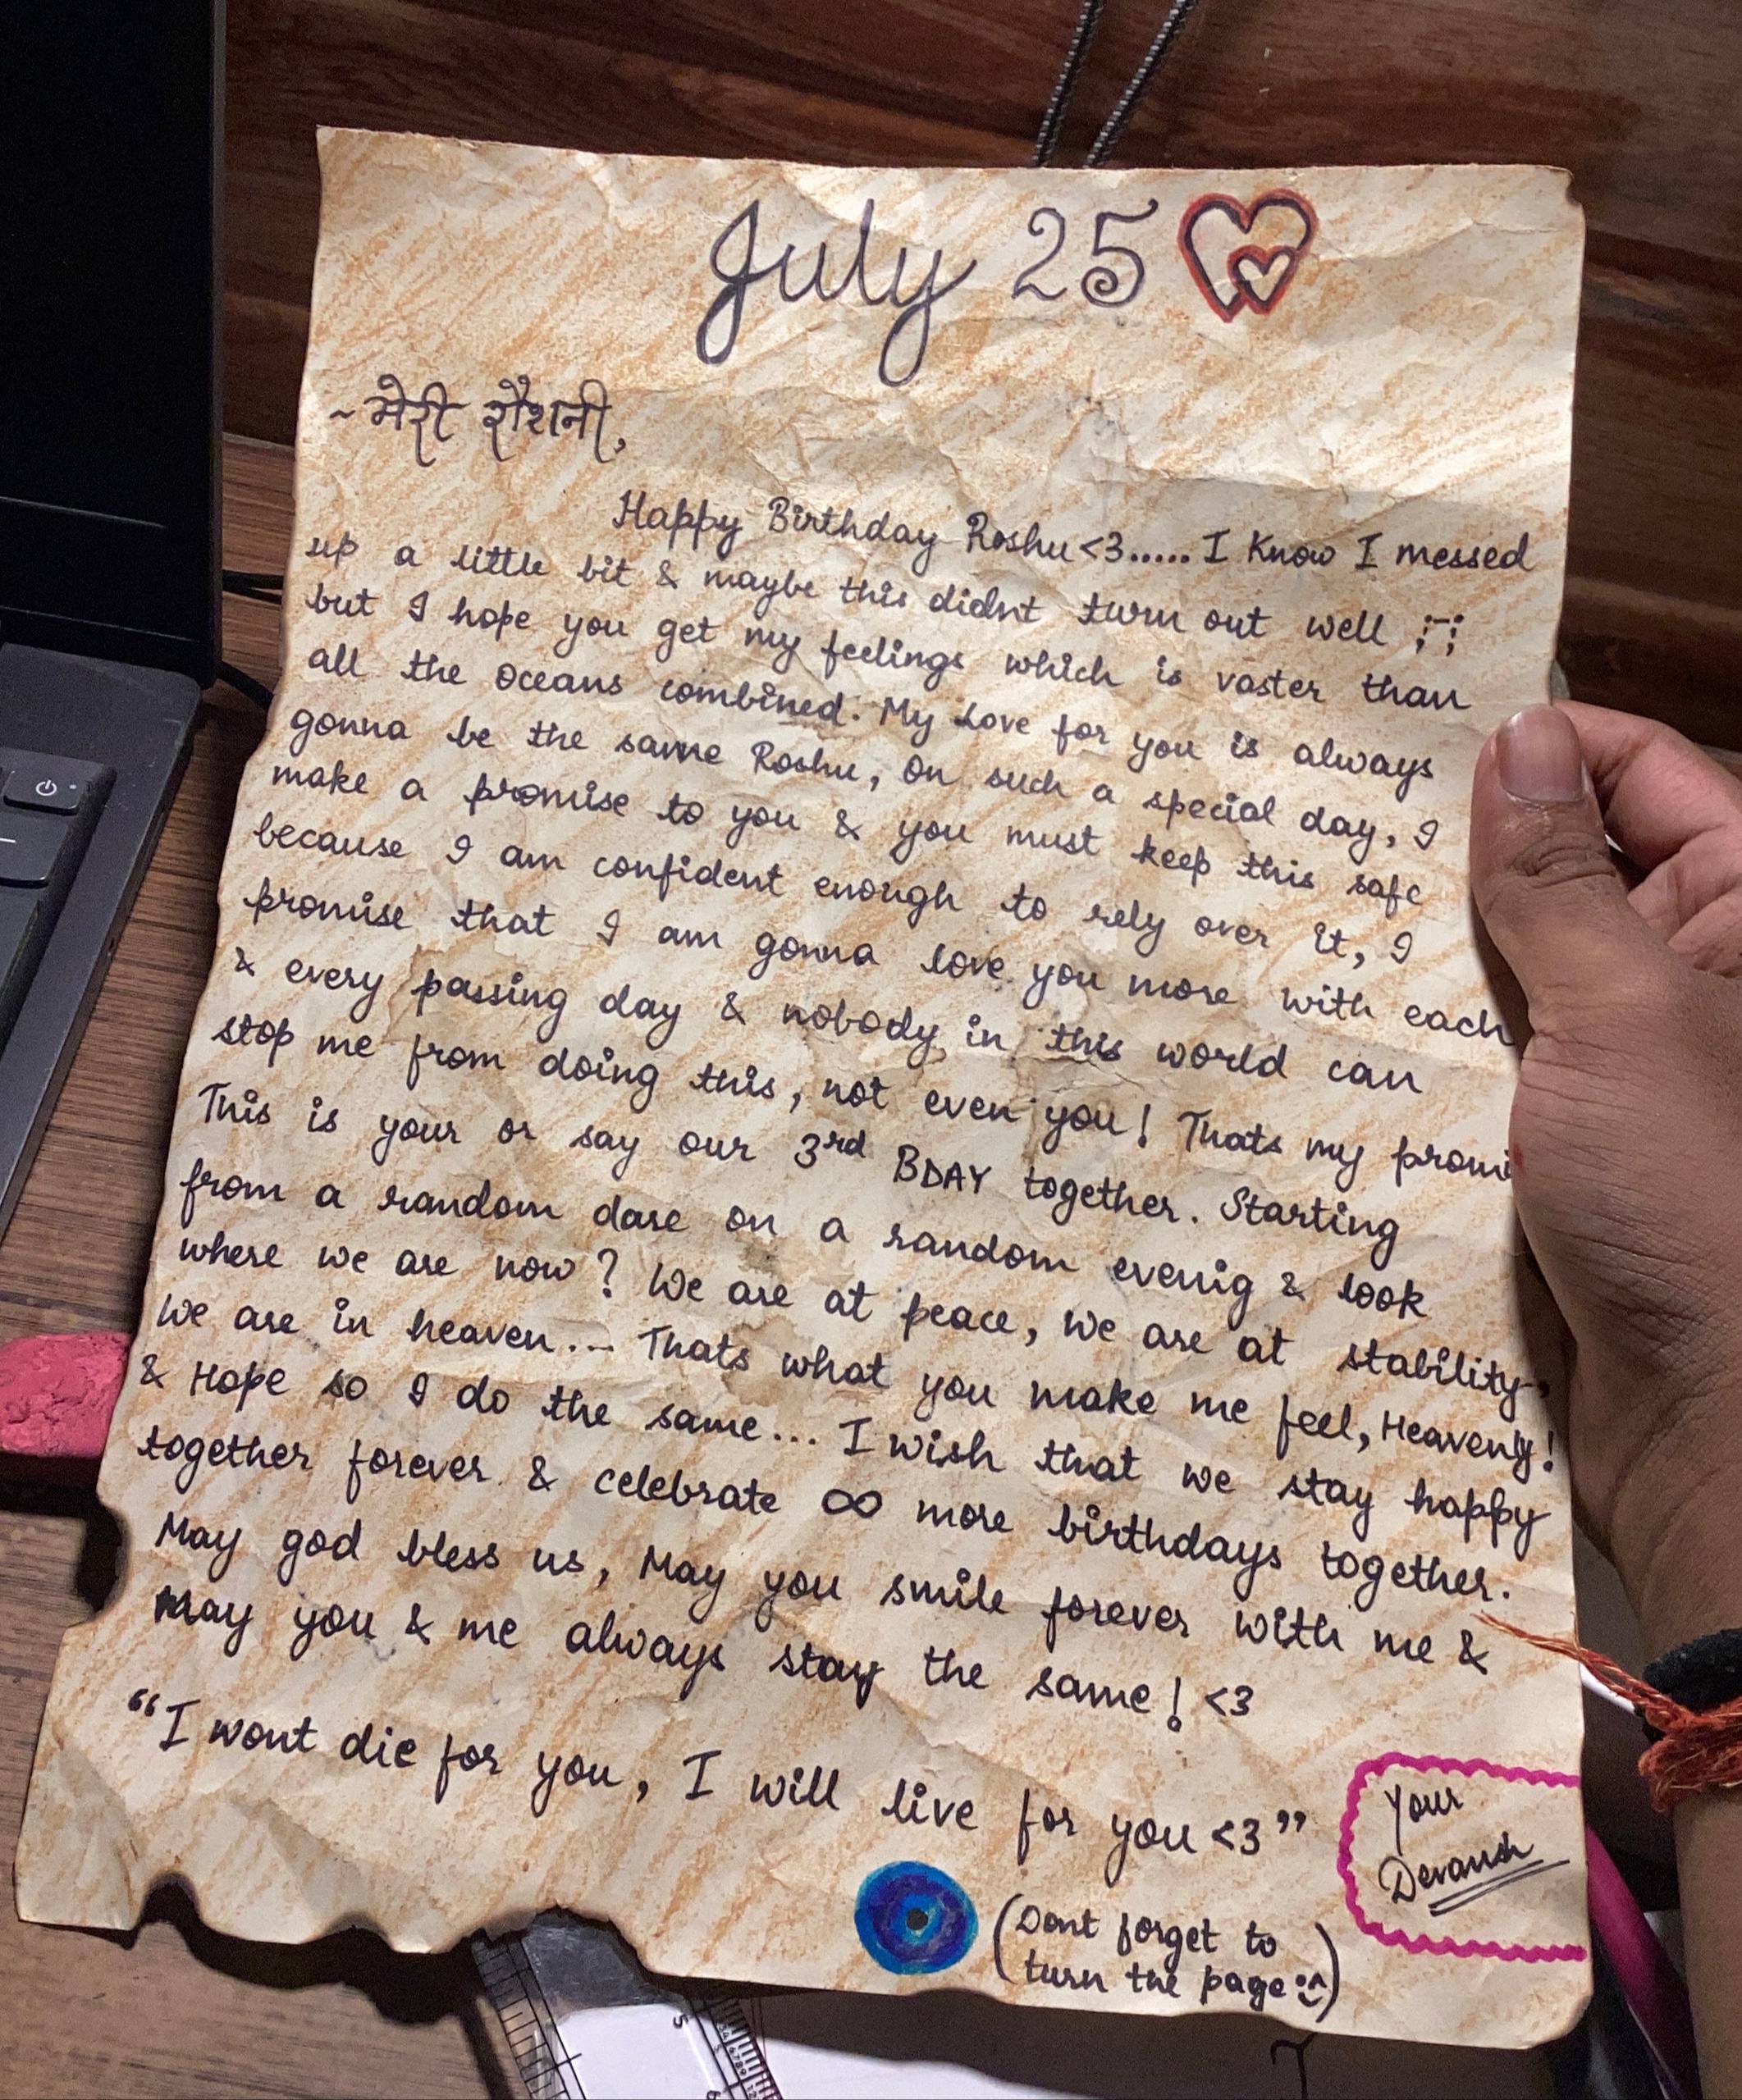 July 25
~मेरी रौशनी,
Happy Birthday Roshu <3..... I Know I messed
up a little bit & maybe this didnt turn out well ;-;
but I hope you get my feelings which is vaster than
all the oceans combined. My love for you is always
gonna be the same Roshu, on such a special day, I
make a promise to you & you must keep this safe
because I am confident enough to rely over it, I
promise that I am gonna love you more with each
& every passing day & nobody in this world can
stop me from doing this, not even you! Thats my promi
This is your or say our 3rd BDAY together. Starting
from a random dare on a random evenig & look
where we are now? We are at peace, We are at stability,
We are in heaven... Thats what you make me feel, Heavenly!
& Hope so I do the same... I wish that we stay happy
together forever & celebrate ∞ more birthdays together.
May god bless us, May you smile forever with me &
May you & me always stay the same! <3
"I wont die for you, I will live for you <3"
Your
Devansh
(Dont forget to
turn the page :^)
5
6